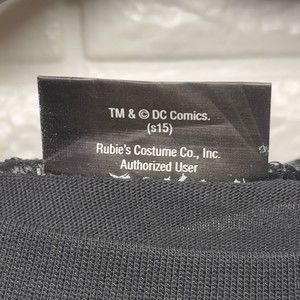 TM & © DC Comics.
(s15)
Rubie's Costume Co., Inc.
Authorized User